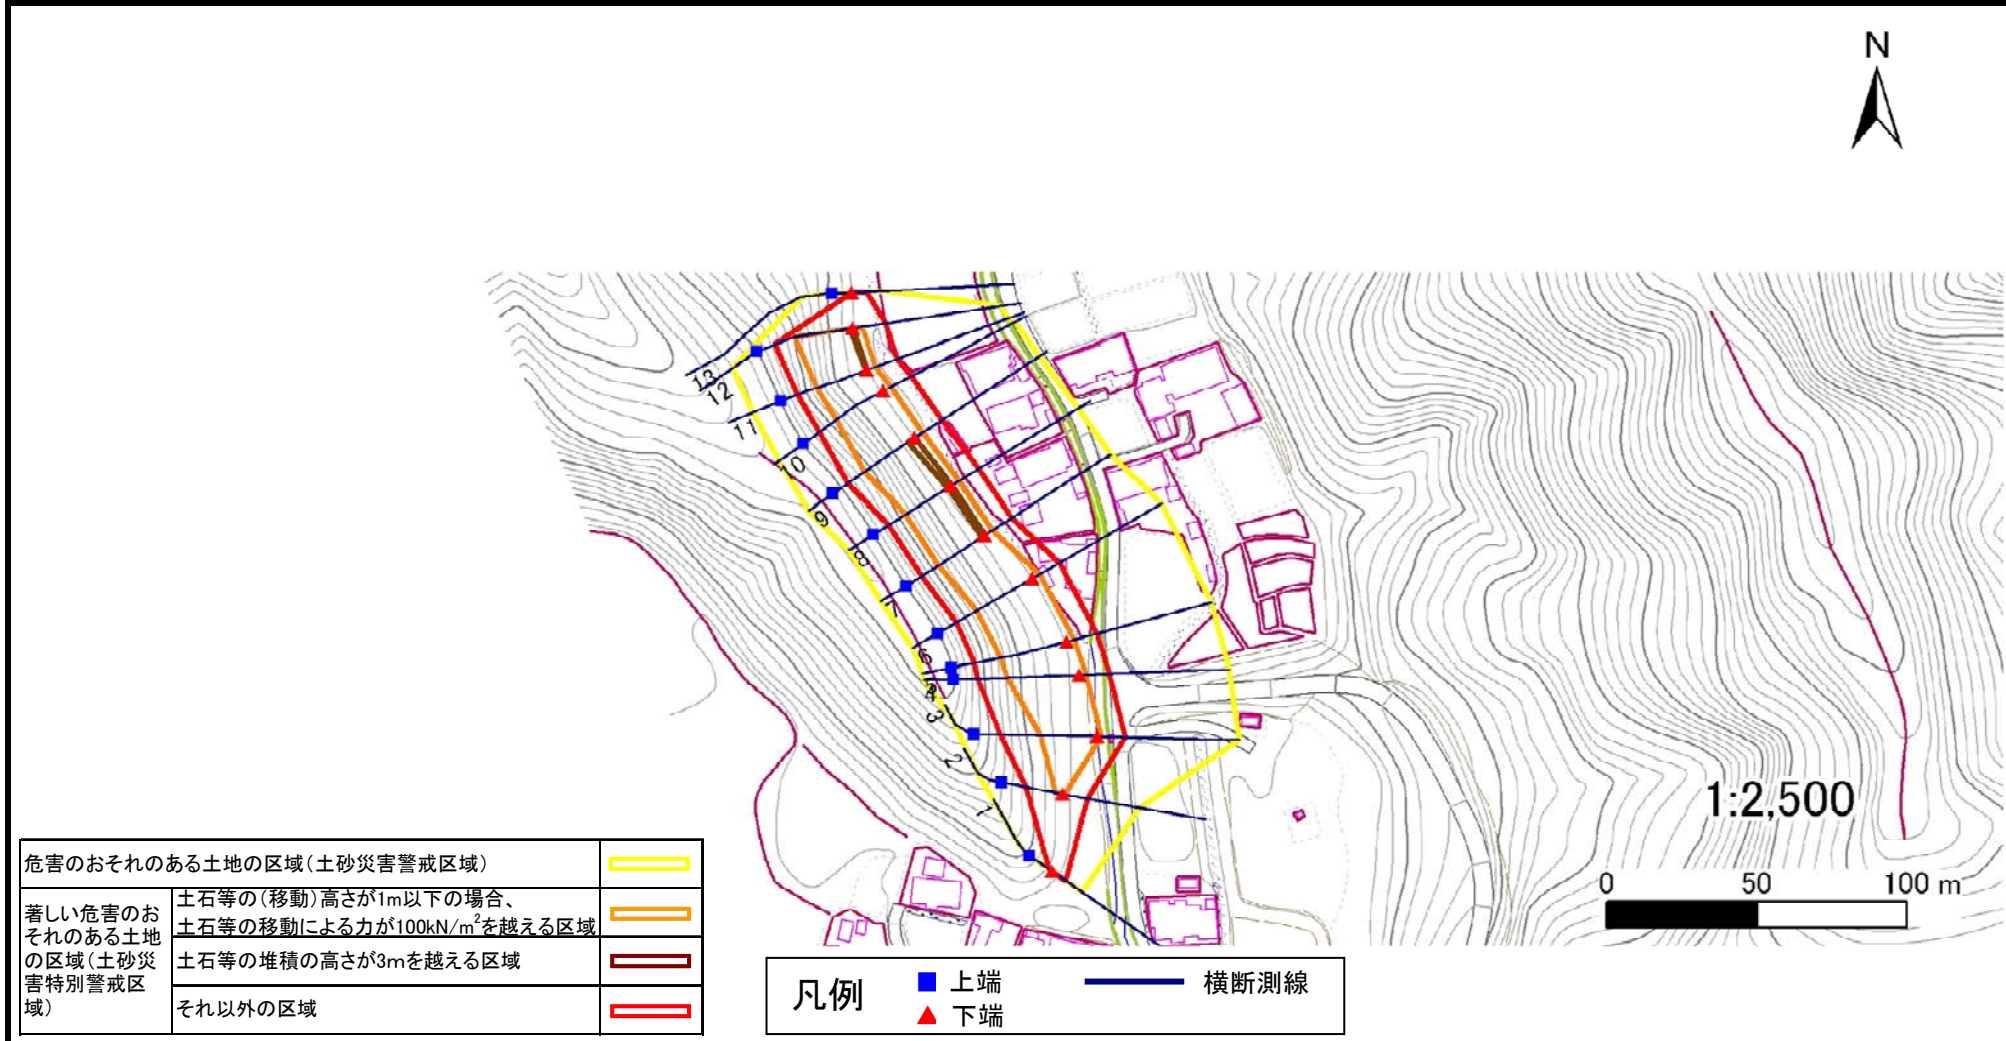 N
13
12
11
10
9
8
7
6
4
3
2
1
1:2,500
0 50 100 m
危害のおそれのある土地の区域(土砂災害警戒区域)
著しい危害のお
それのある土地
の区域(土砂災
害特別警戒区
域)
土石等の(移動)高さが1m以下の場合、
土石等の移動による力が100kN/m²を越える区域
土石等の堆積の高さが3mを越える区域
それ以外の区域
凡例
上端
下端
横断測線